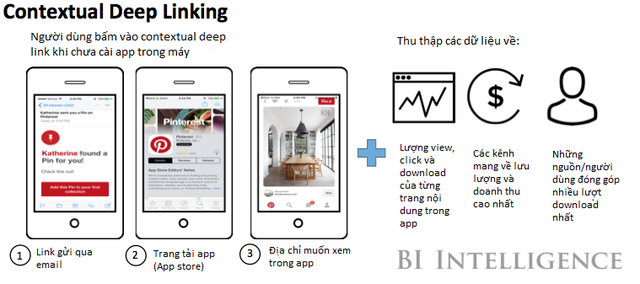 Contextual Deep Linking
Người dùng bấm vào contextual deep
link khi chưa cài app trong máy
Katherine found a
Pin for you!
Check this out!
Add this Pin to your first
collection
1
Link gửi qua
email
Pinterest
Pinterest
App Store Editors' Notes
2
Trang tải app
(App store)
3
Địa chỉ muốn xem
trong app
Thu thập các dữ liệu về:
$
Lượng view,
click và
download
của từng
trang nội
dung trong
app
Các kênh
mang về lưu
lượng và
doanh thu
cao nhất
Những
nguồn/người
dùng đóng góp
nhiều lượt
download
nhất
BI INTELLIGENCE